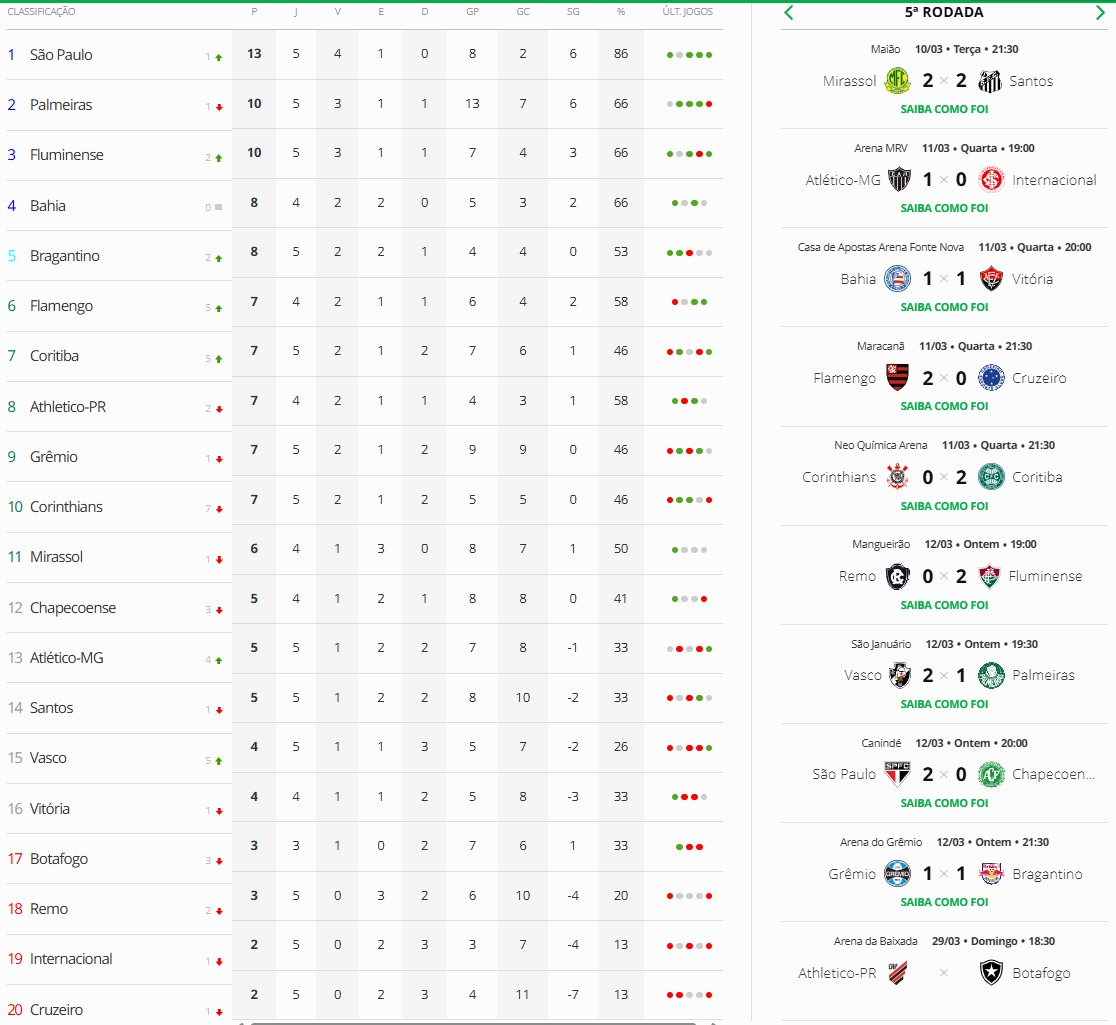 CLASSIFICAÇÃO P J V E D GP GC SG % ÚLT. JOGOS
1 São Paulo 1 13 5 4 1 0 8 2 6 86
2 Palmeiras 1 10 5 3 1 1 13 7 6 66
3 Fluminense 2 10 5 3 1 1 7 4 3 66
4 Bahia 0 8 4 2 2 0 5 3 2 66
5 Bragantino 2 8 5 2 2 1 4 4 0 53
6 Flamengo 5 7 4 2 1 1 6 4 2 58
7 Coritiba 5 7 5 2 1 2 7 6 1 46
8 Athletico-PR 2 7 4 2 1 1 4 3 1 58
9 Grêmio 1 7 5 2 1 2 9 9 0 46
10 Corinthians 7 7 5 2 1 2 5 5 0 46
11 Mirassol 1 6 4 1 3 0 8 7 1 50
12 Chapecoense 3 5 4 1 2 1 8 8 0 41
13 Atlético-MG 4 5 5 1 2 2 7 8 -1 33
14 Santos 1 5 5 1 2 2 8 10 -2 33
15 Vasco 5 4 5 1 1 3 5 7 -2 26
16 Vitória 1 4 4 1 1 2 5 8 -3 33
17 Botafogo 3 3 3 1 0 2 7 6 1 33
18 Remo 2 3 5 0 3 2 6 10 -4 20
19 Internacional 1 2 5 0 2 3 3 7 -4 13
20 Cruzeiro 1 2 5 0 2 3 4 11 -7 13
5ª RODADA
Maião 10/03 • Terça • 21:30
Mirassol 2 × 2 Santos
SAIBA COMO FOI
Arena MRV 11/03 • Quarta • 19:00
Atlético-MG 1 × 0 Internacional
SAIBA COMO FOI
Casa de Apostas Arena Fonte Nova 11/03 • Quarta • 20:00
Bahia 1 × 1 Vitória
SAIBA COMO FOI
Maracanã 11/03 • Quarta • 21:30
Flamengo 2 × 0 Cruzeiro
SAIBA COMO FOI
Neo Química Arena 11/03 • Quarta • 21:30
Corinthians 0 × 2 Coritiba
SAIBA COMO FOI
Mangueirão 12/03 • Ontem • 19:00
Remo 0 × 2 Fluminense
SAIBA COMO FOI
São Januário 12/03 • Ontem • 19:30
Vasco 2 × 1 Palmeiras
SAIBA COMO FOI
Canindé 12/03 • Ontem • 20:00
São Paulo SPFC 2 × 0 Chapecoen...
SAIBA COMO FOI
Arena do Grêmio 12/03 • Ontem • 21:30
Grêmio 1 × 1 Bragantino
SAIBA COMO FOI
Arena da Baixada 29/03 • Domingo • 18:30
Athletico-PR × Botafogo